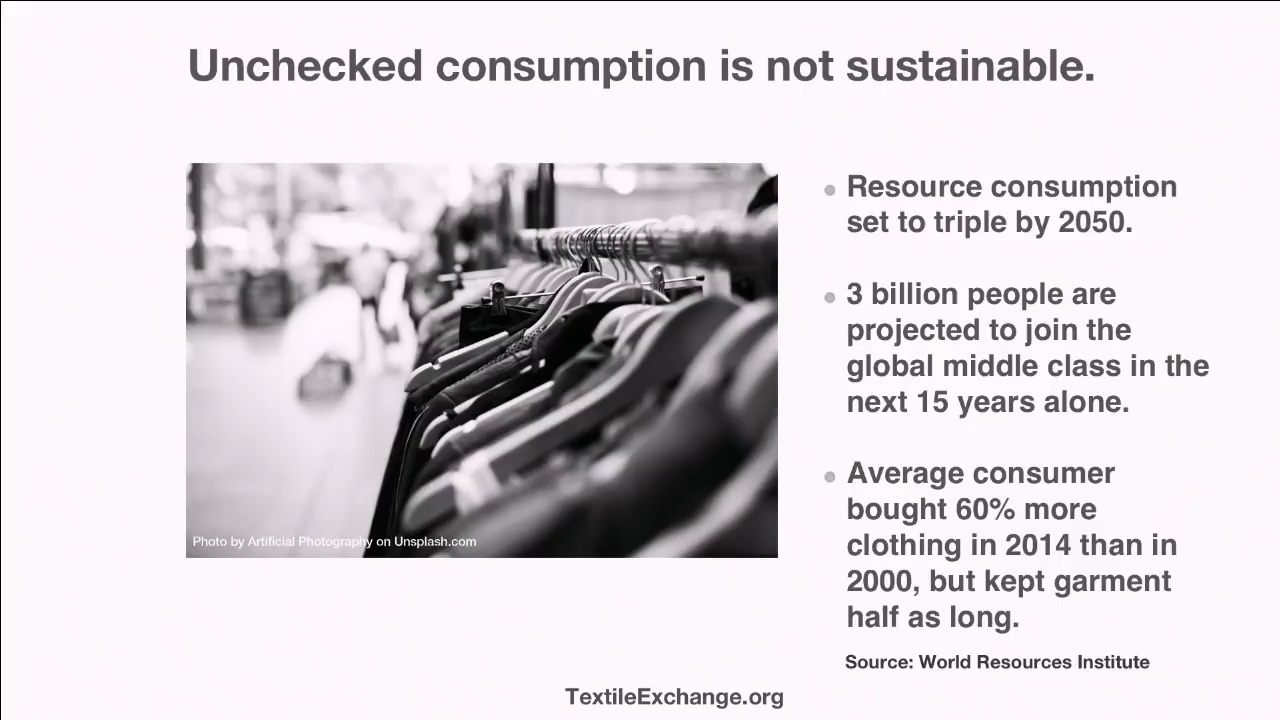 Unchecked consumption is not sustainable.
Resource consumption
set to triple by 2050.
3 billion people are
projected to join the
global middle class in the
next 15 years alone.
Average consumer
bought 60% more
clothing in 2014 than in
2000, but kept garment
half as long.
Source: World Resources Institute
Photo by Artificial Photography on Unsplash.com
TextileExchange.org